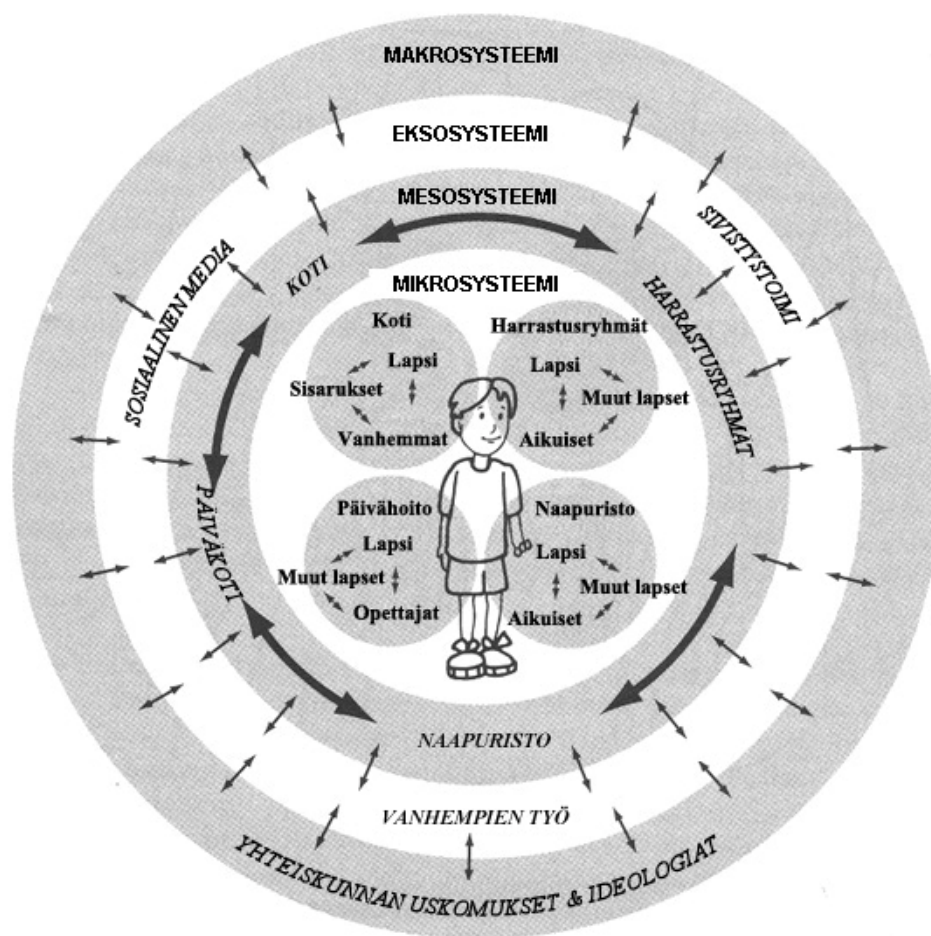 MAKROSYSTEEMI
EKSOSYSTEEMI
MESOSYSTEEMI
SIVISTYSTOIMI
SOSIAALINEN MEDIA
KOTI
HARRASTUSRYHMÄT
MIKROSYSTEEMI
Koti
Lapsi
Sisarukset
Vanhemmat
Harrastusryhmät
Lapsi
Muut lapset
Aikuiset
PÄIVÄKOTI
Päivähoito
Lapsi
Muut lapset
Opettajat
Naapuristo
Lapsi
Muut lapset
Aikuiset
NAAPURISTO
VANHEMPIEN TYÖ
YHTEISKUNNAN USKOMUKSET & IDEOLOGIAT